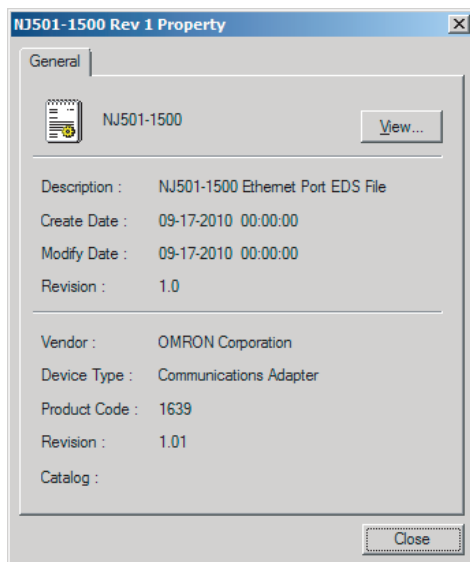 NJ501-1500 Rev 1 Property
General
NJ501-1500
View...
Description : NJ501-1500 Ethernet Port EDS File
Create Date : 09-17-2010 00:00:00
Modify Date : 09-17-2010 00:00:00
Revision : 1.0
Vendor : OMRON Corporation
Device Type : Communications Adapter
Product Code : 1639
Revision : 1.01
Catalog :
Close